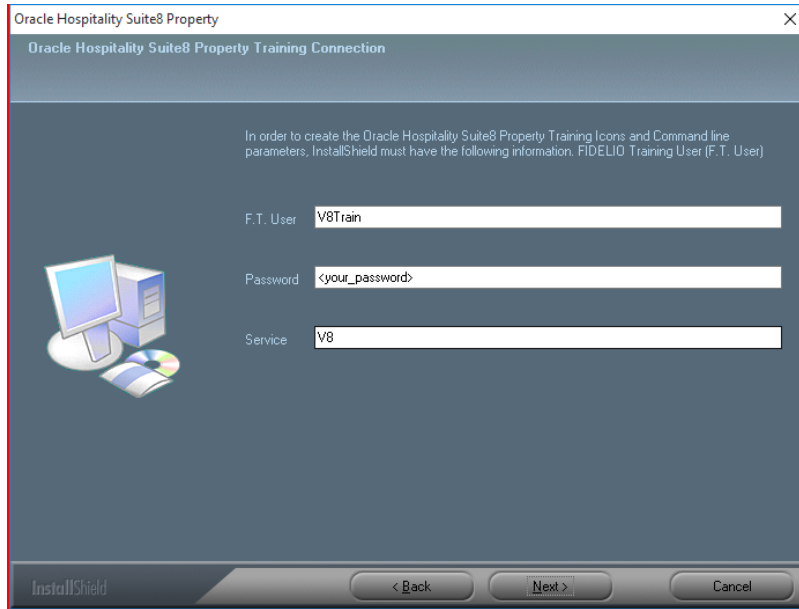 Oracle Hospitality Suite8 Property
Oracle Hospitality Suite8 Property Training Connection
In order to create the Oracle Hospitality Suite8 Property Training Icons and Command line
parameters, InstallShield must have the following information. FIDELIO Training User (F.T. User)
F.T. User V8Train
Password <your_password>
Service V8
InstallShield
< Back Next > Cancel